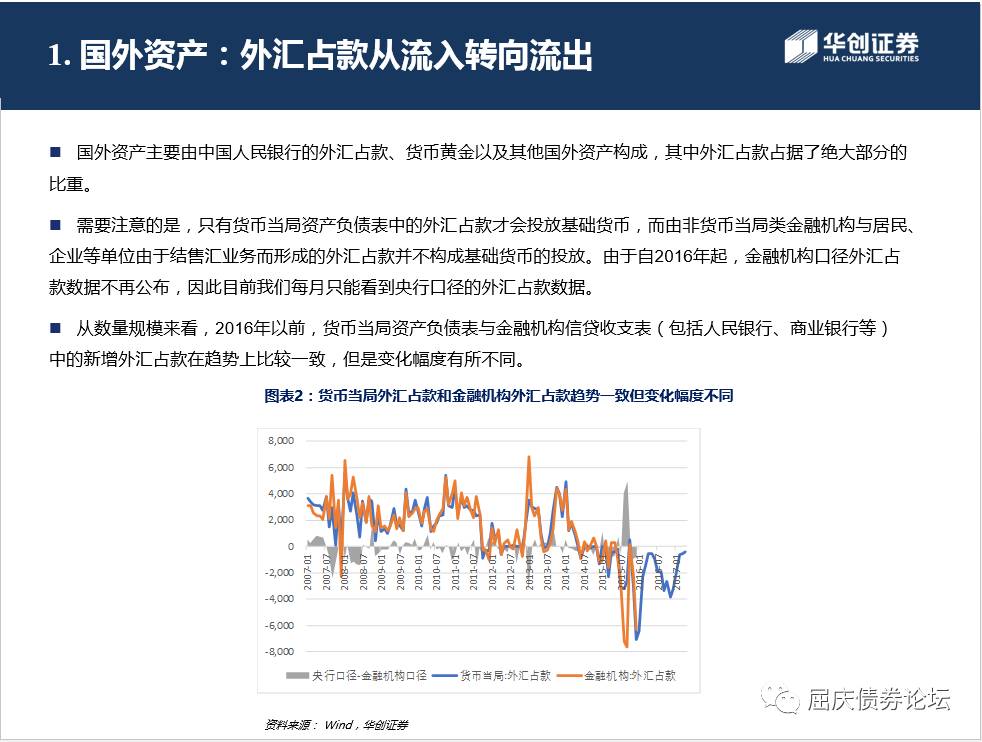 1. 国外资产：外汇占款从流入转向流出
华创证券
HUA CHUANG SECURITIES
■ 国外资产主要由中国人民银行的外汇占款、货币黄金以及其他国外资产构成，其中外汇占款占据了绝大部分的
比重。
■ 需要注意的是，只有货币当局资产负债表中的外汇占款才会投放基础货币，而由非货币当局类金融机构与居民、
企业等单位由于结售汇业务而形成的外汇占款并不构成基础货币的投放。由于自2016年起，金融机构口径外汇占
款数据不再公布，因此目前我们每月只能看到央行口径的外汇占款数据。
■ 从数量规模来看，2016年以前，货币当局资产负债表与金融机构信贷收支表（包括人民银行、商业银行等）
中的新增外汇占款在趋势上比较一致，但是变化幅度有所不同。
图表2：货币当局外汇占款和金融机构外汇占款趋势一致但变化幅度不同
8,000
6,000
4,000
2,000
0
-2,000
-4,000
-6,000
-8,000
2007-01
2007-07
2008-01
2008-07
2009-01
2009-07
2010-01
2010-07
2011-01
2011-07
2012-01
2012-07
2013-01
2013-07
2014-01
2014-07
2015-01
2015-07
2016-01
2016-07
2017-01
央行口径-金融机构口径
货币当局:外汇占款
金融机构:外汇占款
资料来源： Wind，华创证券
屈庆债券论坛